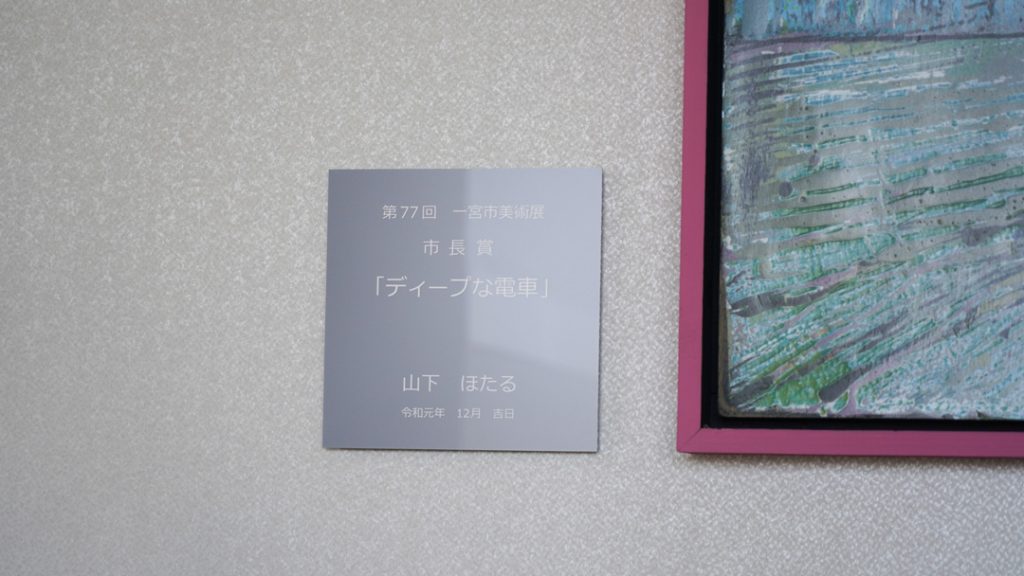 第77回　一宮市美術展
市長賞
「ディープな電車」
山下　ほたる
令和元年　12月　吉日